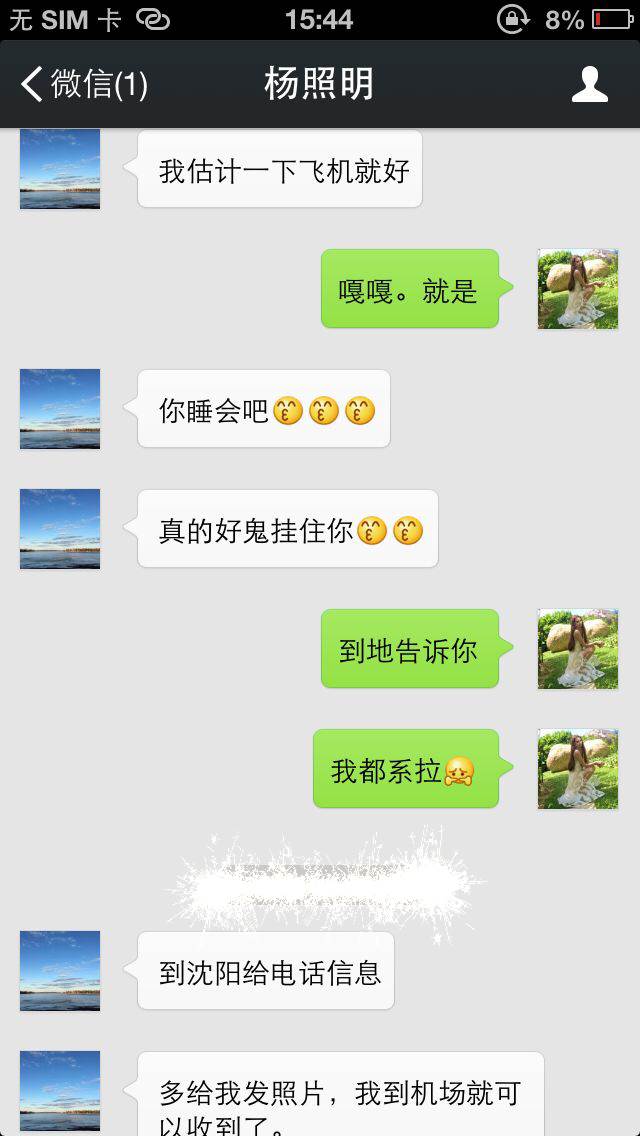 无 SIM 卡
15:44
8%
微信(1)
杨照明
我估计一下飞机就好
嘎嘎。就是
你睡会吧
真的好鬼挂住你
到地告诉你
我都系拉
到沈阳给电话信息
多给我发照片，我到机场就可
以收到了。